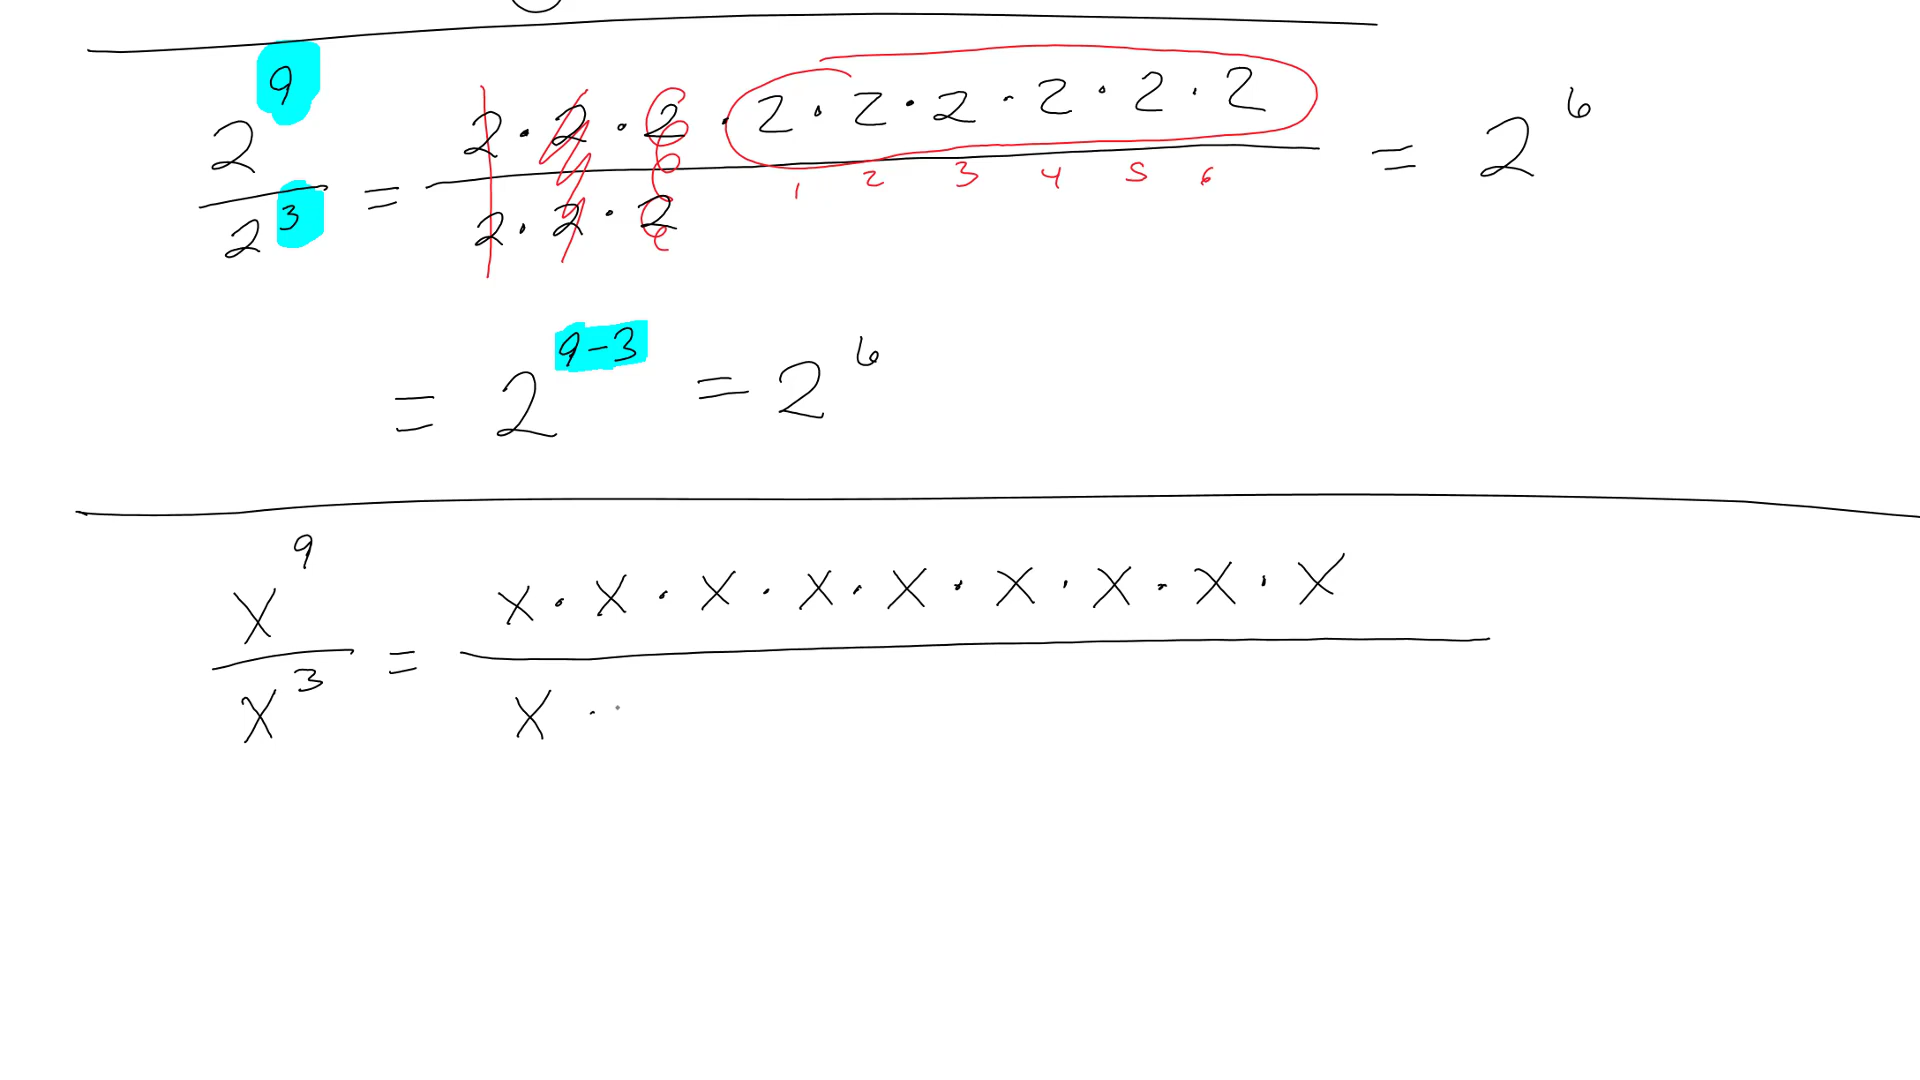 2^9 / 2^3 = 2 · 2 · 2 · 2 · 2 · 2 · 2 · 2 · 2 / 2 · 2 · 2 = 2^6
1 2 3 4 5 6
= 2^(9-3) = 2^6
x^9 / x^3 = x · x · x · x · x · x · x · x · x / x ·